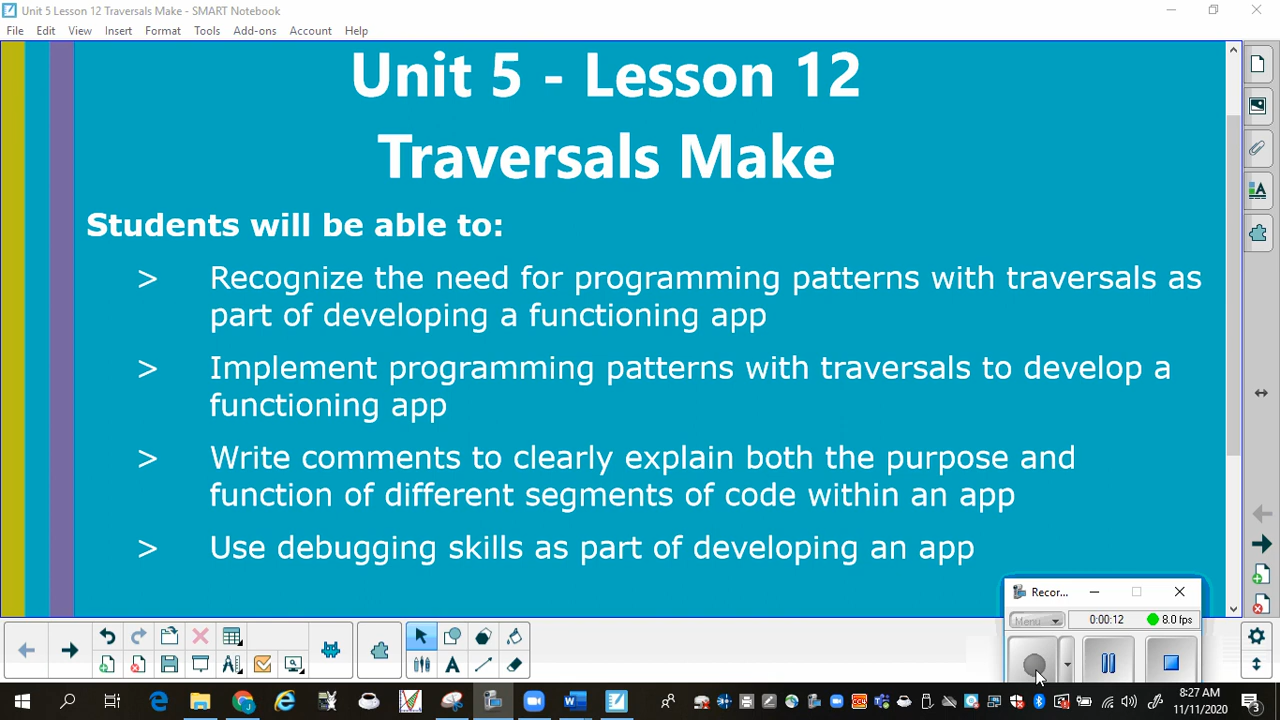 Unit 5 Lesson 12 Traversals Make - SMART Notebook
File Edit View Insert Format Tools Add-ons Account Help
Unit 5 - Lesson 12
Traversals Make
Students will be able to:
> Recognize the need for programming patterns with traversals as
part of developing a functioning app
> Implement programming patterns with traversals to develop a
functioning app
> Write comments to clearly explain both the purpose and
function of different segments of code within an app
> Use debugging skills as part of developing an app
Recor...
Menu 0:00:12 8.0 fps
8:27 AM
11/11/2020